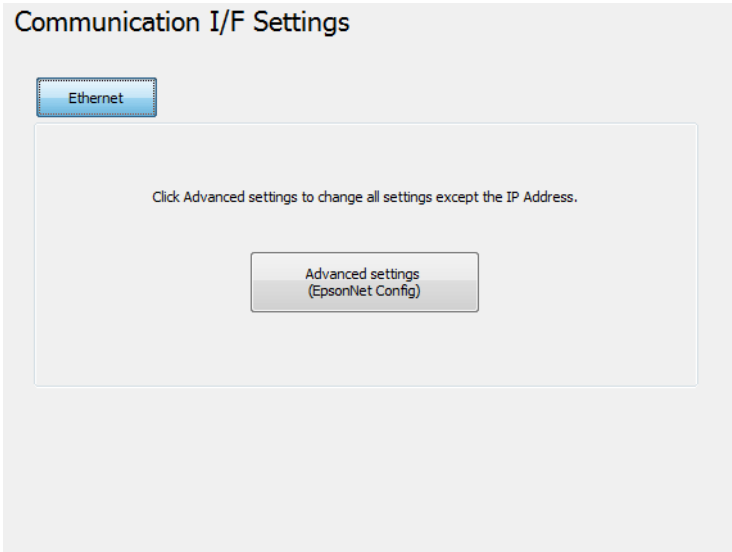 Communication I/F Settings
Ethernet
Click Advanced settings to change all settings except the IP Address.
Advanced settings
(EpsonNet Config)